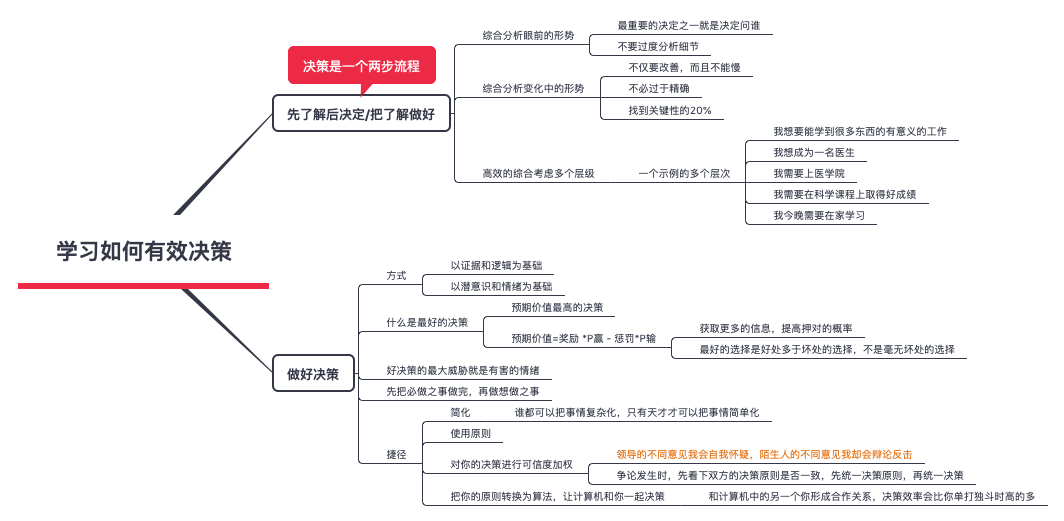 学习如何有效决策
决策是一个两步流程
先了解后决定/把了解做好
综合分析眼前的形势
最重要的决定之一就是决定问谁
不要过度分析细节
综合分析变化中的形势
不仅要改善，而且不能慢
不必过于精确
找到关键性的20%
高效的综合考虑多个层级
一个示例的多个层次
我想要能学到很多东西的有意义的工作
我想成为一名医生
我需要上医学院
我需要在科学课程上取得好成绩
我今晚需要在家学习
做好决策
方式
以证据和逻辑为基础
以潜意识和情绪为基础
什么是最好的决策
预期价值最高的决策
预期价值=奖励 *P赢 - 惩罚*P输
获取更多的信息，提高押对的概率
最好的选择是好处多于坏处的选择，不是毫无坏处的选择
好决策的最大威胁就是有害的情绪
先把必做之事做完，再做想做之事
捷径
简化
谁都可以把事情复杂化，只有天才才可以把事情简单化
使用原则
对你的决策进行可信度加权
领导的不同意见我会自我怀疑，陌生人的不同意见我却会辩论反击
争论发生时，先看下双方的决策原则是否一致，先统一决策原则，再统一决策
把你的原则转换为算法，让计算机和你一起决策
和计算机中的另一个你形成合作关系，决策效率会比你单打独斗时高的多